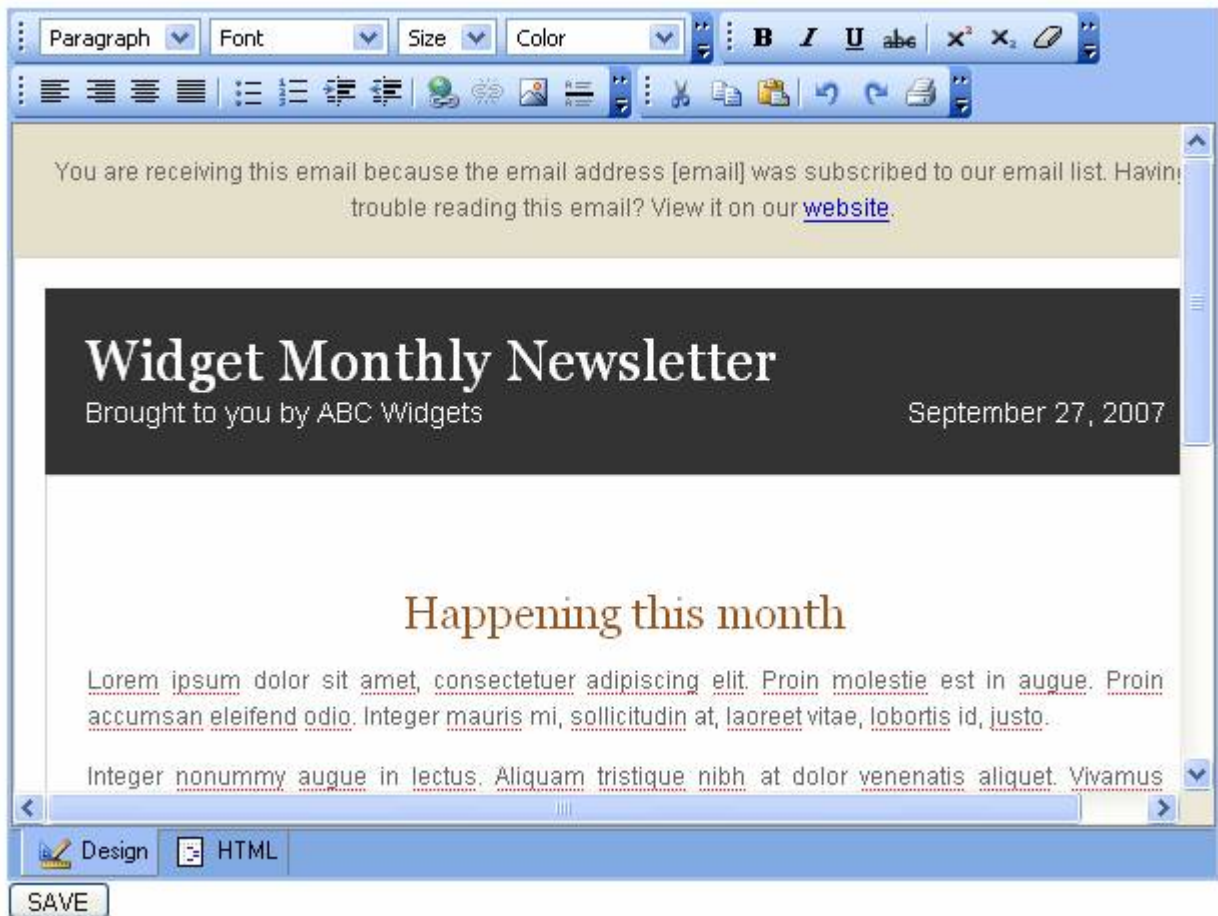 Paragraph Font Size Color B I U abc x² x₂
You are receiving this email because the email address [email] was subscribed to our email list. Having
trouble reading this email? View it on our website.
Widget Monthly Newsletter
Brought to you by ABC Widgets September 27, 2007
Happening this month
Lorem ipsum dolor sit amet, consectetuer adipiscing elit. Proin molestie est in augue. Proin
accumsan eleifend odio. Integer mauris mi, sollicitudin at, laoreet vitae, lobortis id, justo.
Integer nonummy augue in lectus. Aliquam tristique nibh at dolor venenatis aliquet. Vivamus
Design HTML
SAVE